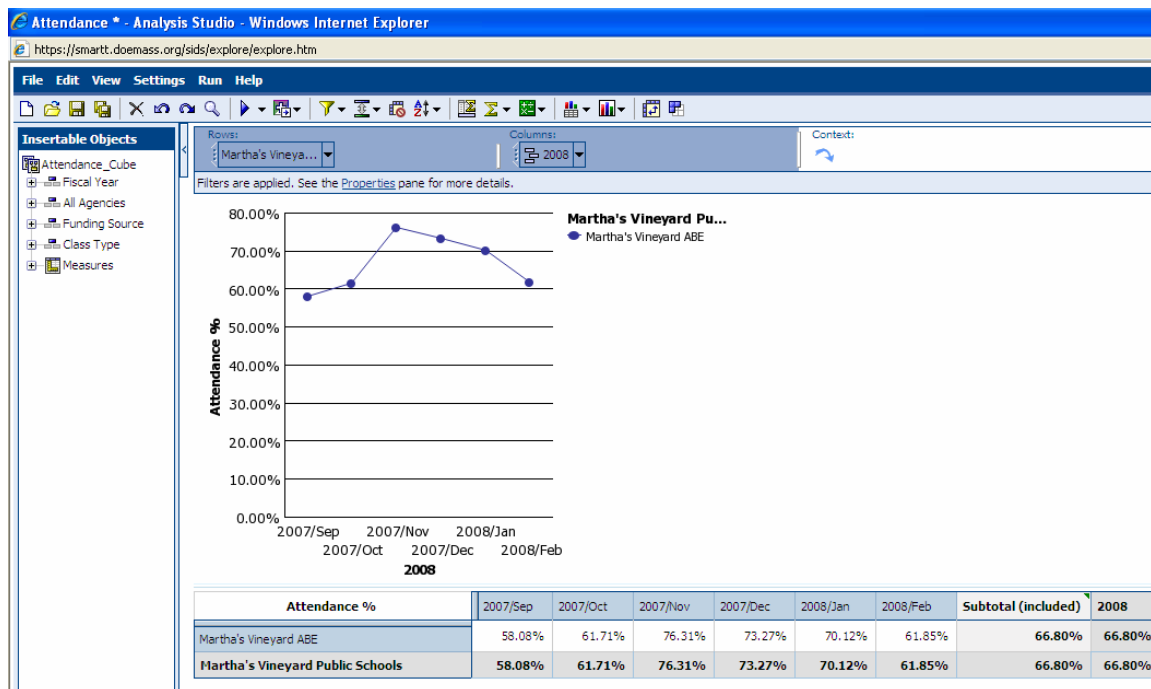 Attendance * - Analysis Studio - Windows Internet Explorer
https://smartt.doemass.org/sids/explore/explore.htm
File Edit View Settings Run Help
Insertable Objects
Attendance_Cube
Fiscal Year
All Agencies
Funding Source
Class Type
Measures
Rows: Columns: Context:
Martha's Vineya... 2008
Filters are applied. See the Properties pane for more details.
80.00%
70.00%
60.00%
50.00%
40.00%
30.00%
20.00%
10.00%
0.00%
Attendance %
2007/Sep 2007/Nov 2008/Jan
2007/Oct 2007/Dec 2008/Feb
2008
Martha's Vineyard Pu...
Martha's Vineyard ABE
Attendance % 2007/Sep 2007/Oct 2007/Nov 2007/Dec 2008/Jan 2008/Feb Subtotal (included) 2008
Martha's Vineyard ABE 58.08% 61.71% 76.31% 73.27% 70.12% 61.85% 66.80% 66.80%
Martha's Vineyard Public Schools 58.08% 61.71% 76.31% 73.27% 70.12% 61.85% 66.80% 66.80%